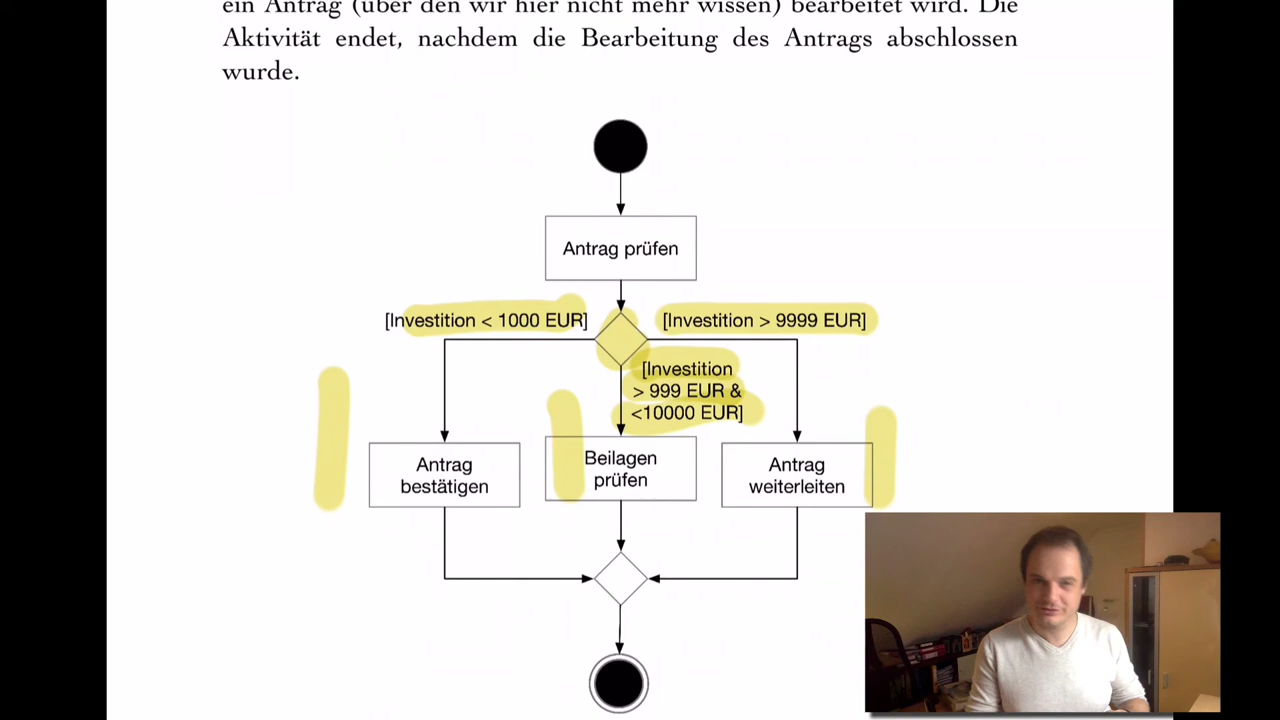 ein Antrag (über den wir hier nicht mehr wissen) bearbeitet wird. Die
Aktivität endet, nachdem die Bearbeitung des Antrags abschlossen
wurde.
Antrag prüfen
[Investition < 1000 EUR]
[Investition > 9999 EUR]
[Investition
> 999 EUR &
<10000 EUR]
Antrag
bestätigen
Beilagen
prüfen
Antrag
weiterleiten